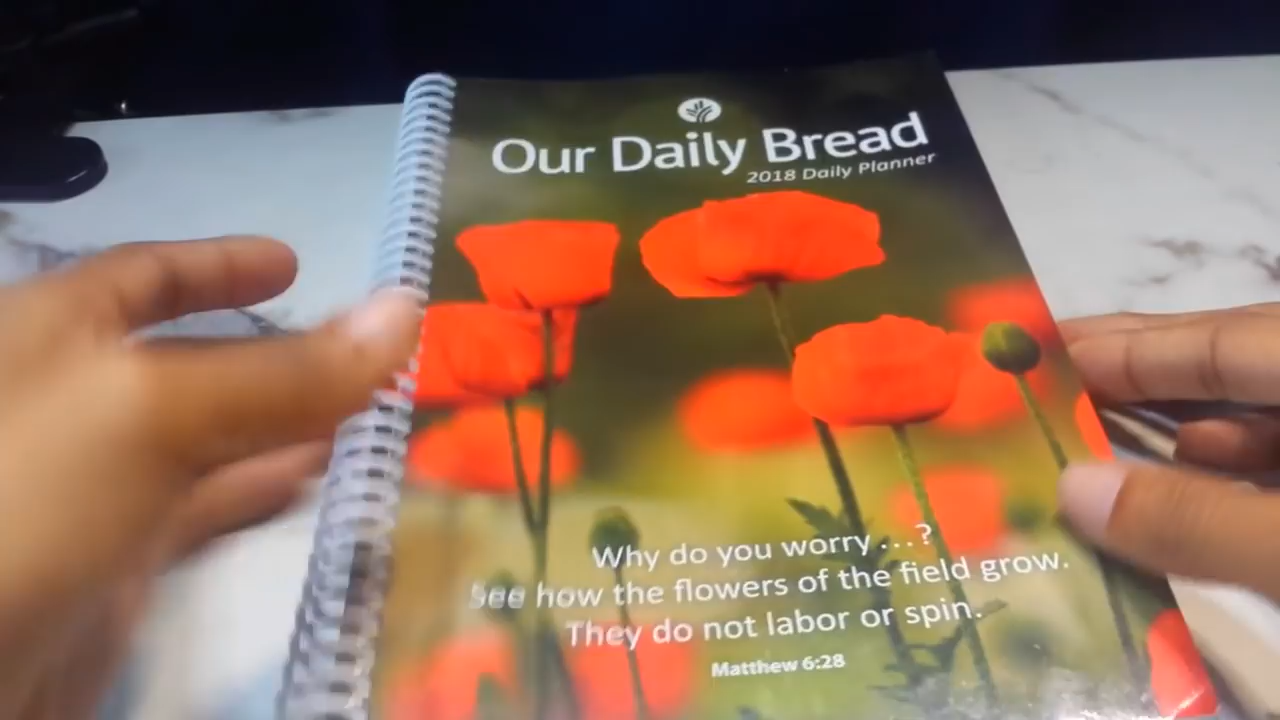 Our Daily Bread
2018 Daily Planner
Why do you worry ...?
See how the flowers of the field grow.
They do not labor or spin.
Matthew 6:28